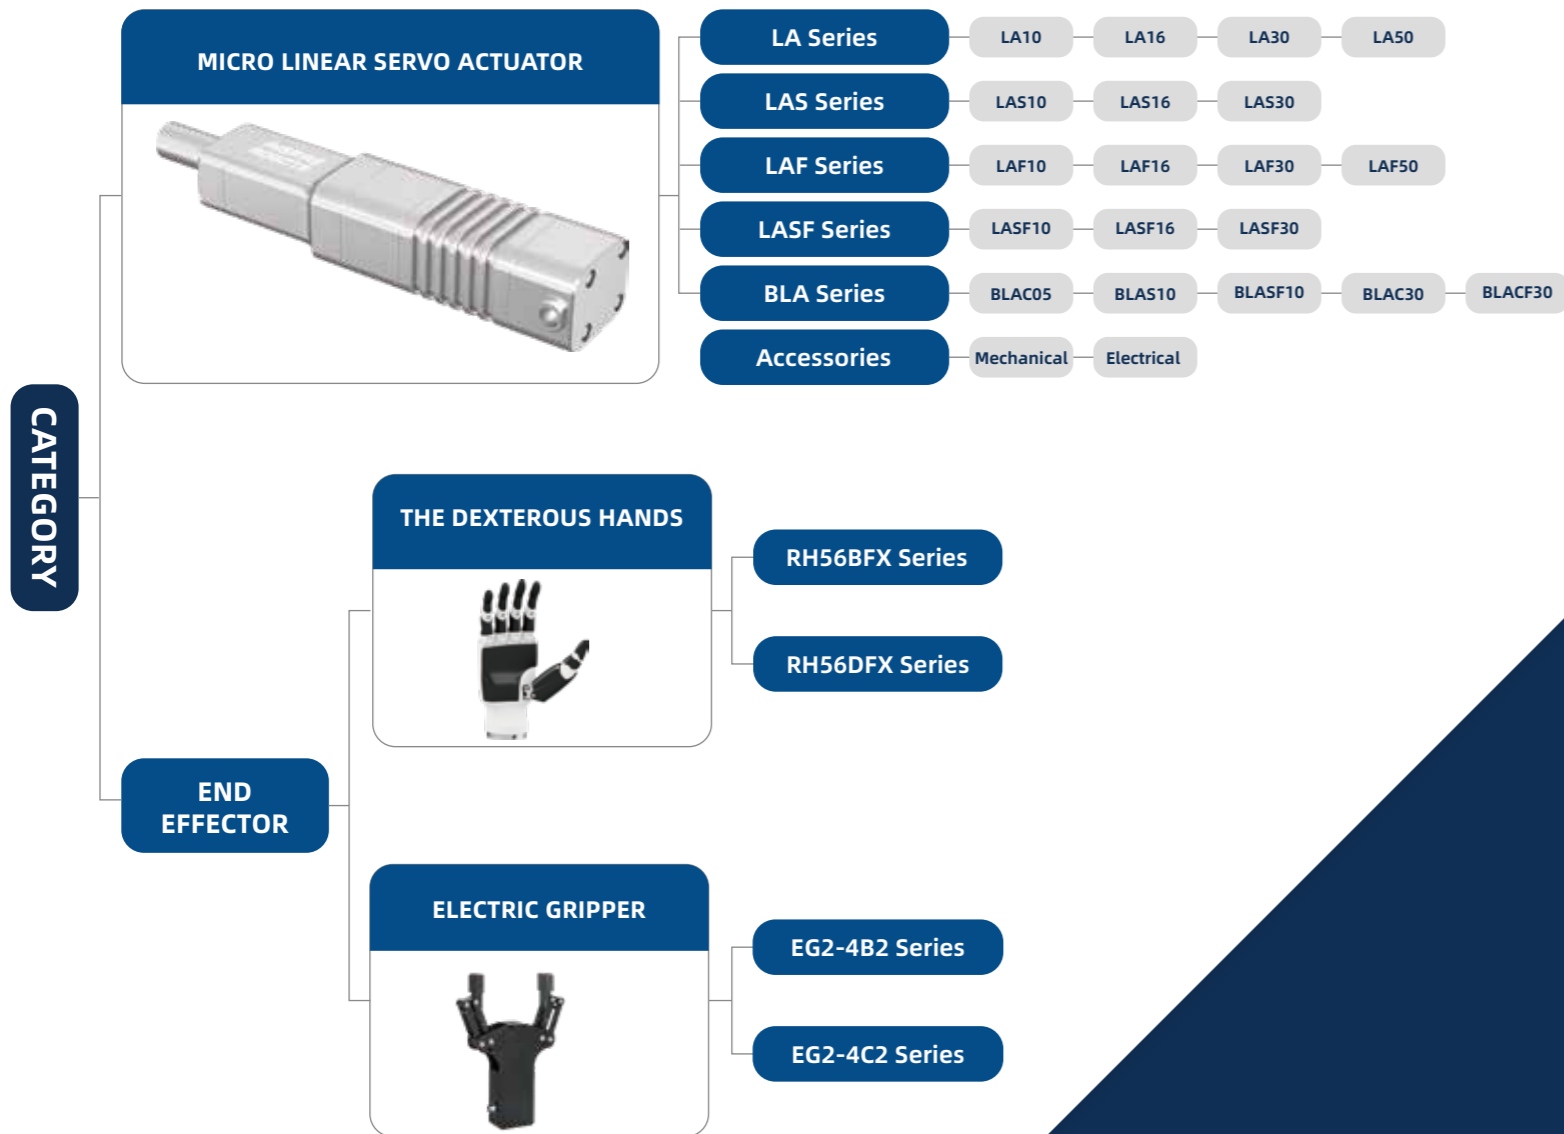 CATEGORY
MICRO LINEAR SERVO ACTUATOR
LA Series
LA10
LA16
LA30
LA50
LAS Series
LAS10
LAS16
LAS30
LAF Series
LAF10
LAF16
LAF30
LAF50
LASF Series
LASF10
LASF16
LASF30
BLA Series
BLAC05
BLAS10
BLASF10
BLAC30
BLACF30
Accessories
Mechanical
Electrical
END
EFFECTOR
THE DEXTEROUS HANDS
RH56BFX Series
RH56DFX Series
ELECTRIC GRIPPER
EG2-4B2 Series
EG2-4C2 Series